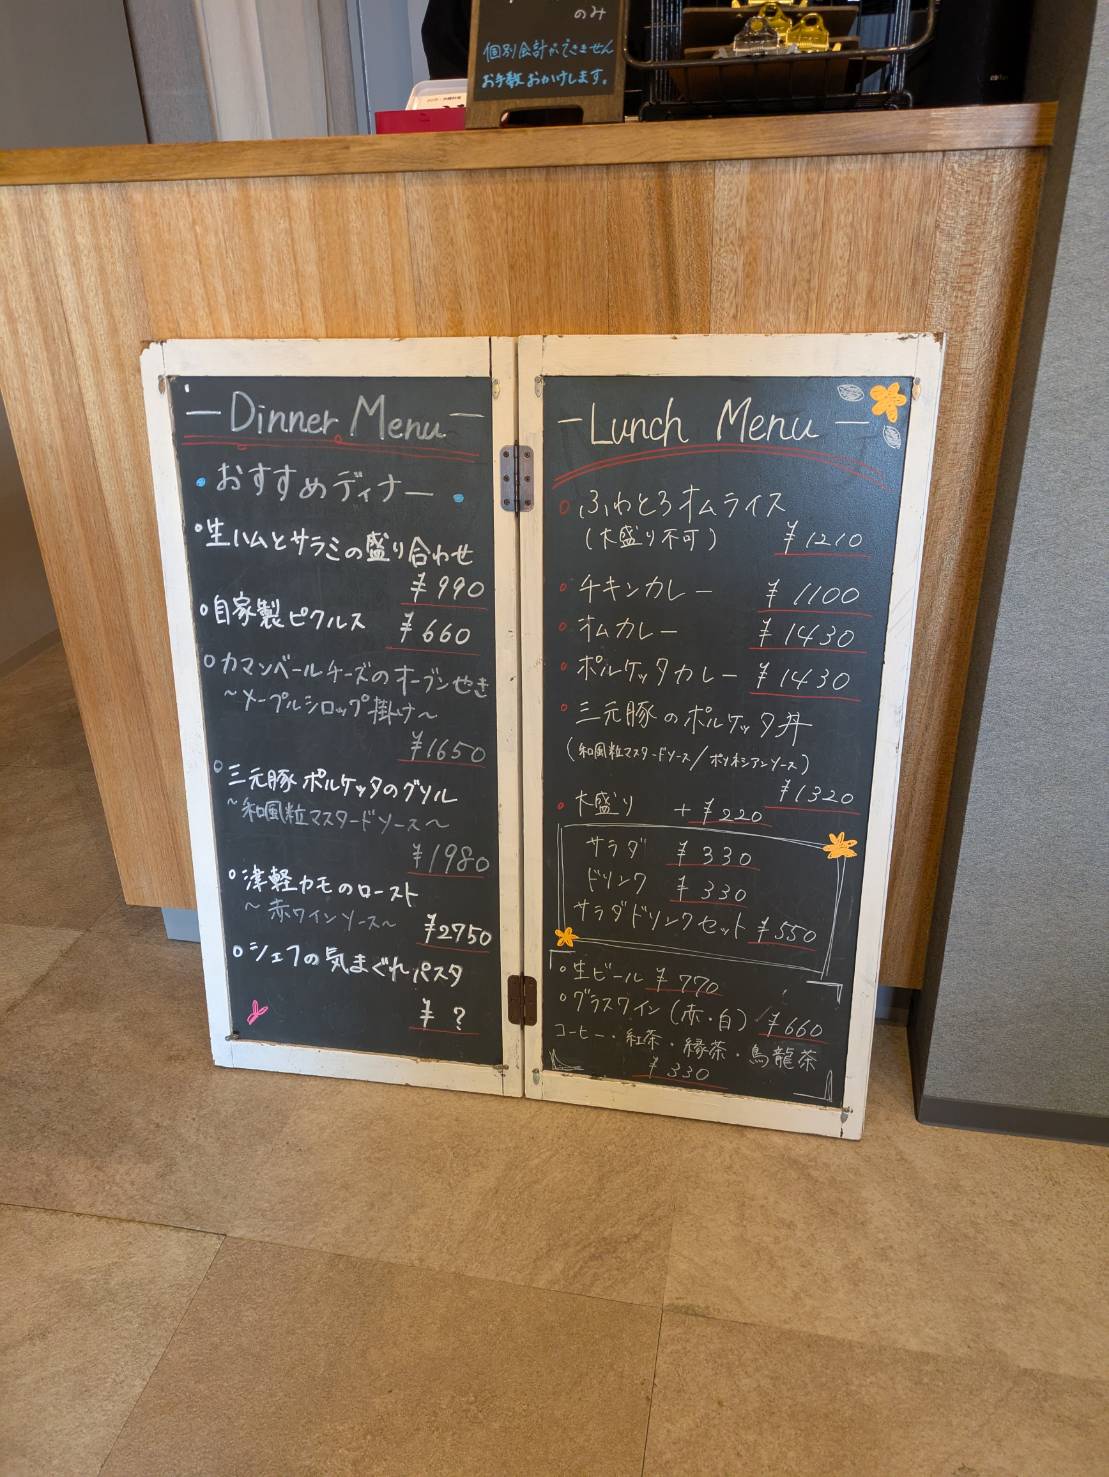 のみ
個別会計ができません
お手数おかけします。
- Dinner Menu -
・おすすめディナー・
生ハムとサラミの盛り合わせ
¥990
自家製ピクルス ¥660
カマンベールチーズのオーブンやき
～メープルシロップ掛け～
¥1650
三元豚ポルケッタのグリル
～和風粒マスタードソース～
¥1980
津軽カモのロースト
～赤ワインソース～
¥2750
シェフの気まぐれパスタ
¥ ?
- Lunch Menu -
ふわとろオムライス
(大盛り不可) ¥1210
チキンカレー ¥1100
オムカレー ¥1430
ポルケッタカレー ¥1430
三元豚のポルケッタ丼
(和風粒マスタードソース/ポリネシアンソース)
¥1320
大盛り +¥220
サラダ ¥330
ドリンク ¥330
サラダドリンクセット ¥550
生ビール ¥770
グラスワイン(赤・白) ¥660
コーヒー・紅茶・緑茶・烏龍茶
¥330